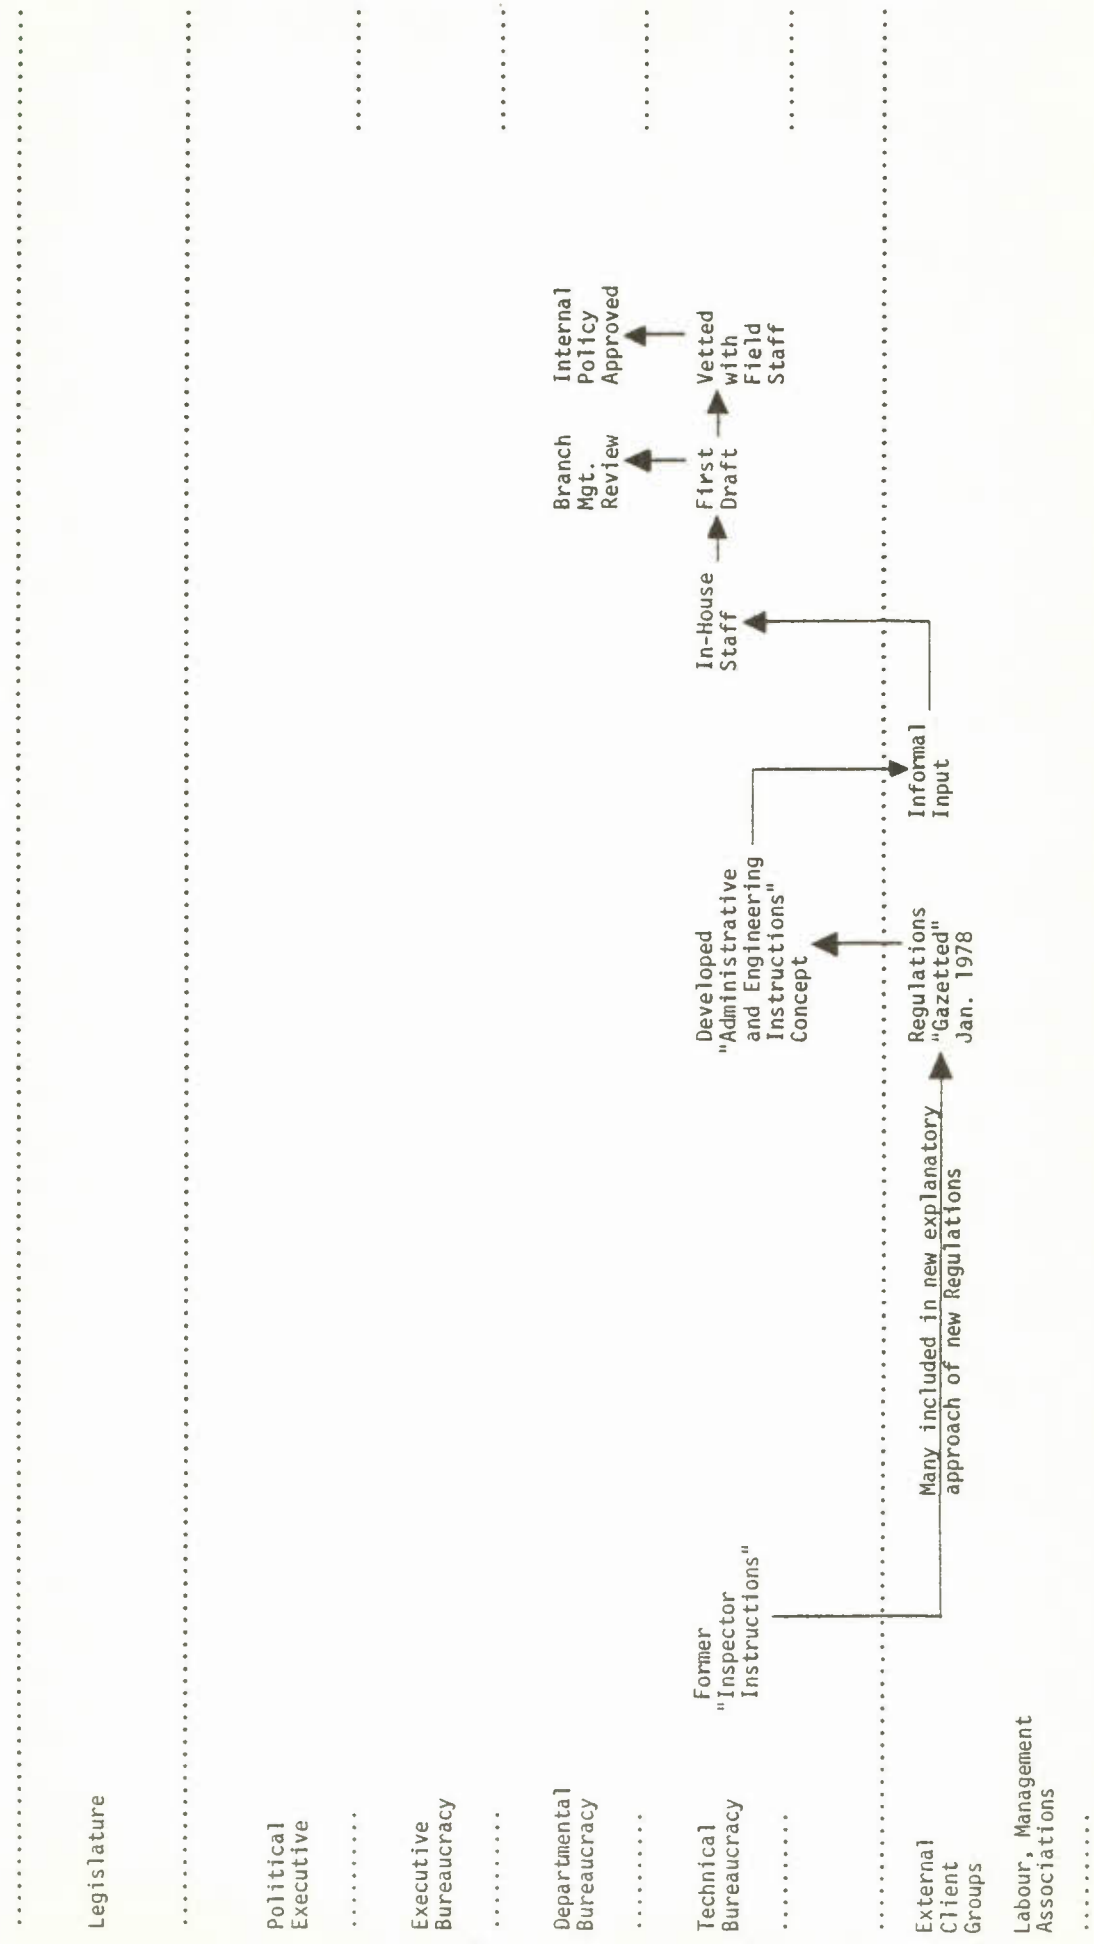 Legislature
Political
Executive
Executive
Bureaucracy
Departmental
Bureaucracy
Branch
Mgt.
Review
Internal
Policy
Approved
Technical
Bureaucracy
Former
"Inspector
Instructions"
Developed
"Administrative
and Engineering
Instructions"
Concept
In-House
Staff
First
Draft
Vetted
with
Field
Staff
External
Client
Groups
Many included in new explanatory
approach of new Regulations
Regulations
"Gazetted"
Jan. 1978
Informal
Input
Labour, Management
Associations